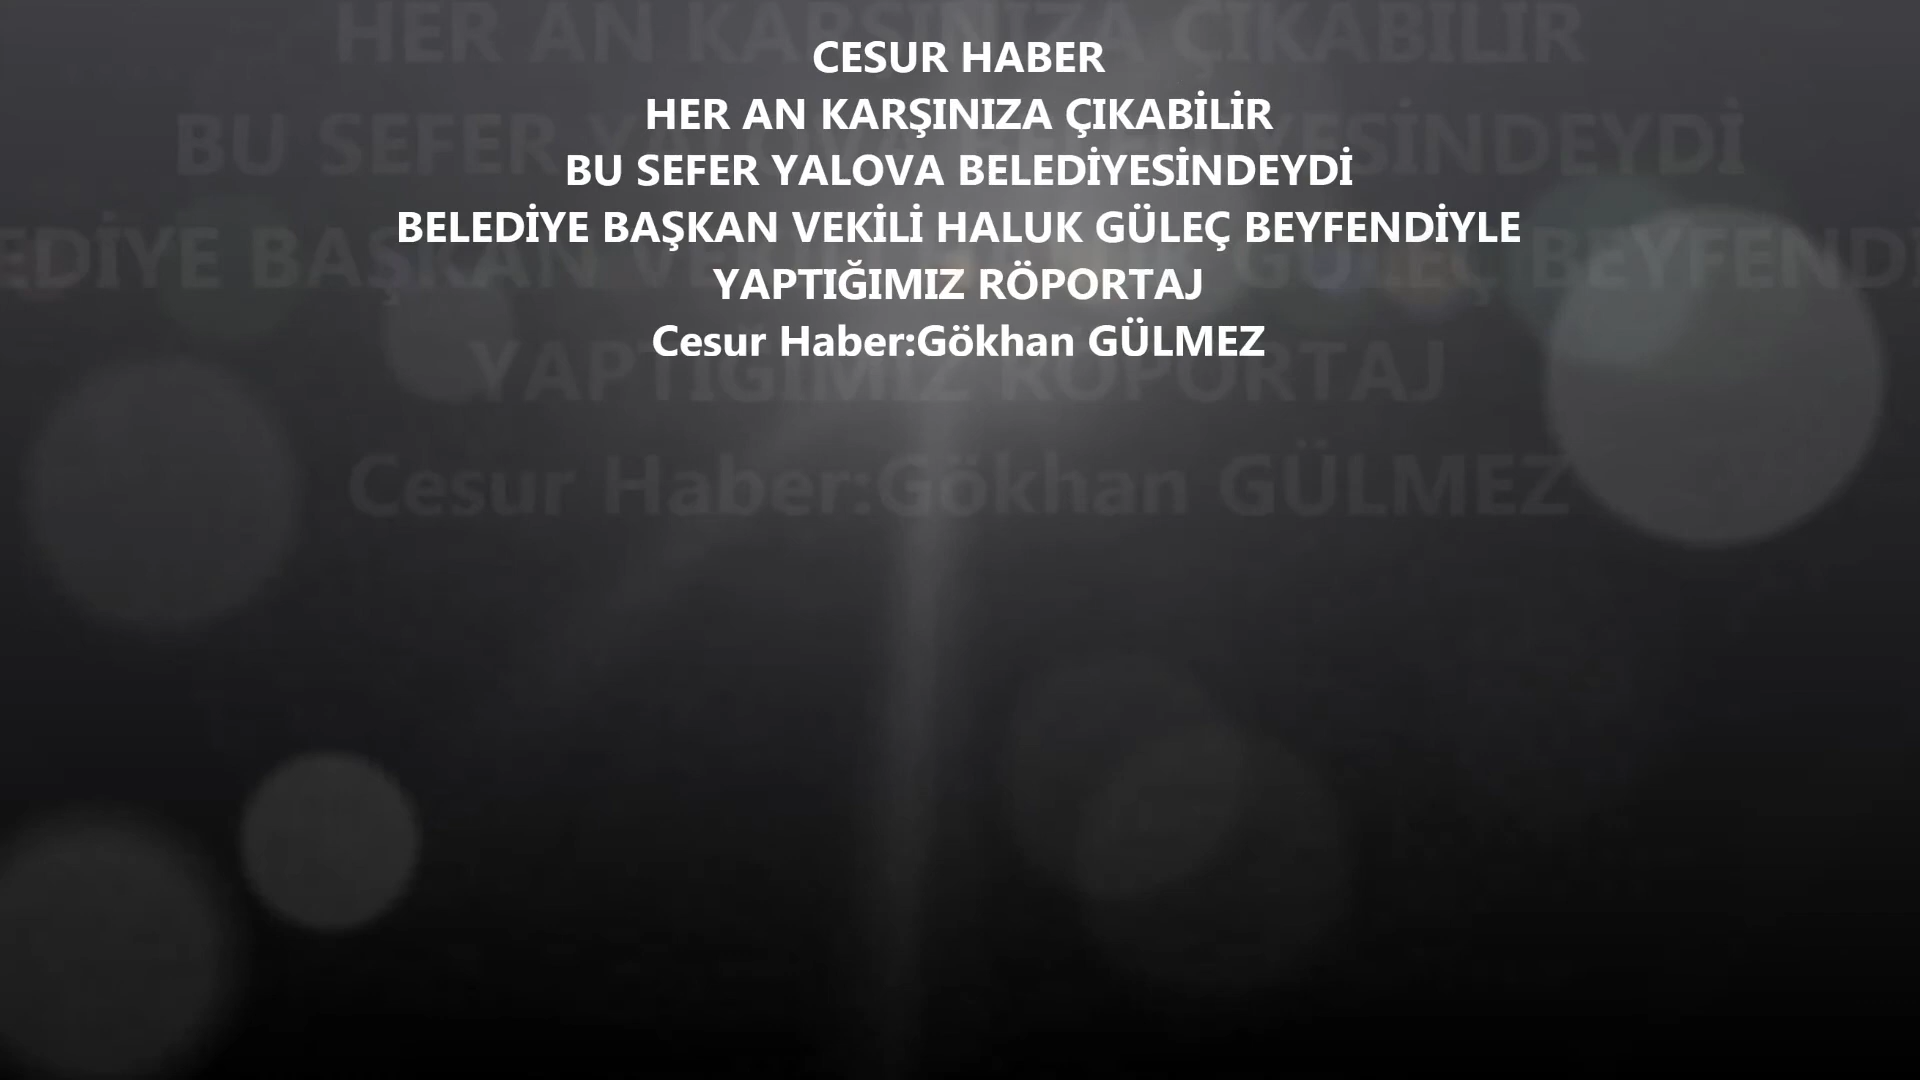 CESUR HABER
HER AN KARŞINIZA ÇIKABİLİR
BU SEFER YALOVA BELEDİYESİNDEYDİ
BELEDİYE BAŞKAN VEKİLİ HALUK GÜLEÇ BEYFENDİYLE
YAPTIĞIMIZ RÖPORTAJ
Cesur Haber:Gökhan GÜLMEZ